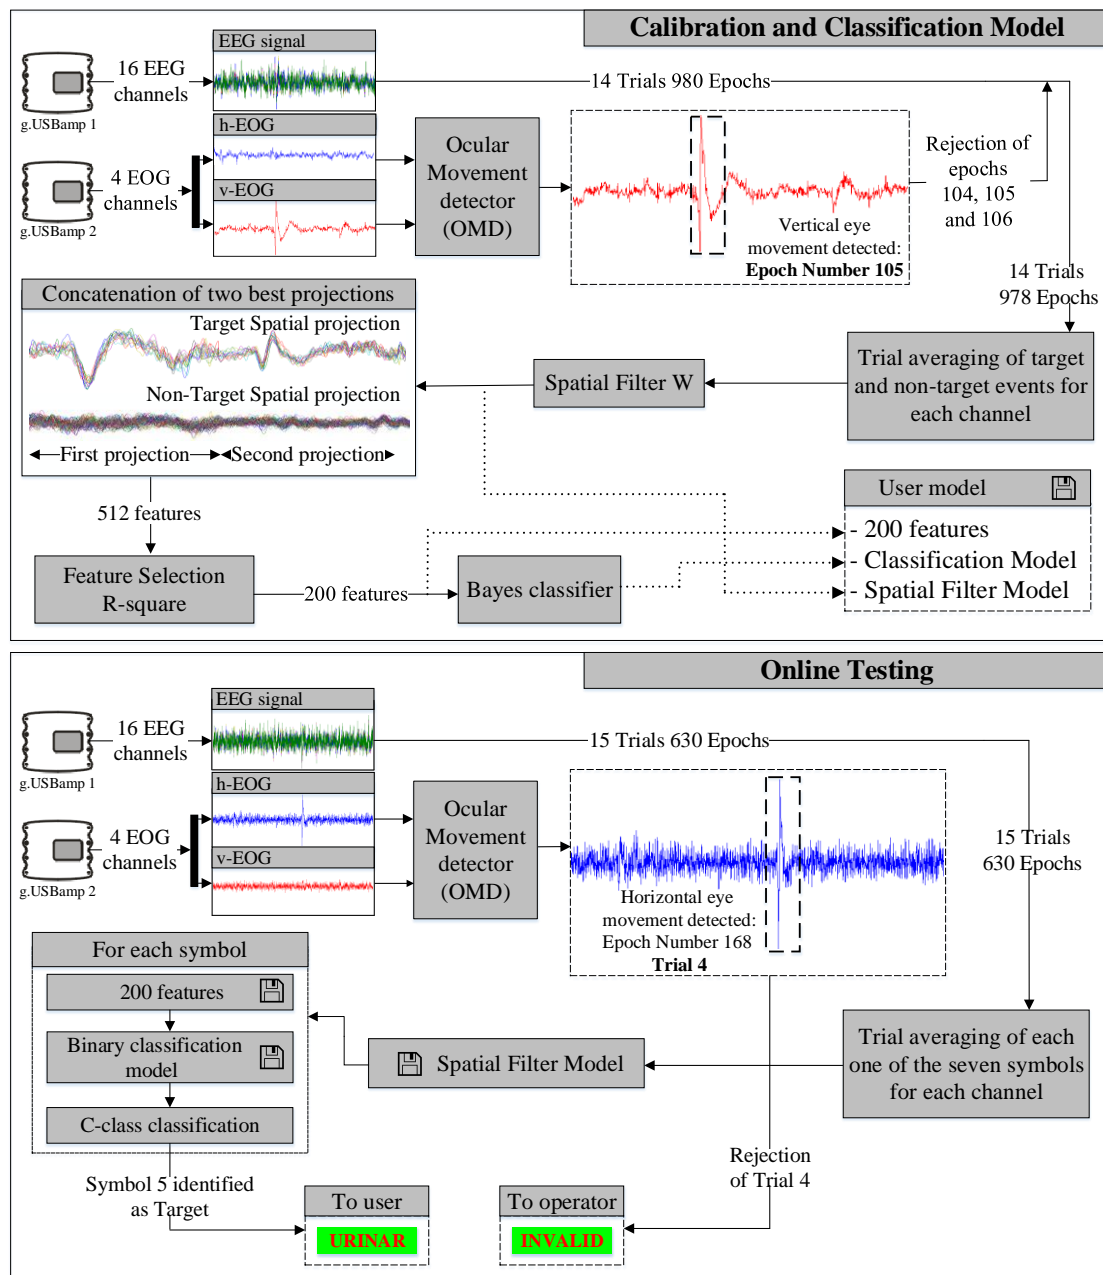 Calibration and Classification Model
g.USBamp 1
16 EEG
channels
EEG signal
14 Trials 980 Epochs
g.USBamp 2
4 EOG
channels
h-EOG
v-EOG
Ocular
Movement
detector
(OMD)
Vertical eye
movement detected:
Epoch Number 105
Rejection of
epochs
104, 105
and 106
14 Trials
978 Epochs
Trial averaging of target
and non-target events for
each channel
Spatial Filter W
Concatenation of two best projections
Target Spatial projection
Non-Target Spatial projection
First projection
Second projection
512 features
Feature Selection
R-square
200 features
Bayes classifier
User model
- 200 features
- Classification Model
- Spatial Filter Model
Online Testing
g.USBamp 1
16 EEG
channels
EEG signal
15 Trials 630 Epochs
g.USBamp 2
4 EOG
channels
h-EOG
v-EOG
Ocular
Movement
detector
(OMD)
Horizontal eye
movement detected:
Epoch Number 168
Trial 4
15 Trials
630 Epochs
Trial averaging of each
one of the seven symbols
for each channel
Spatial Filter Model
For each symbol
200 features
Binary classification
model
C-class classification
Symbol 5 identified
as Target
Rejection
of Trial 4
To user
URINAR
To operator
INVALID